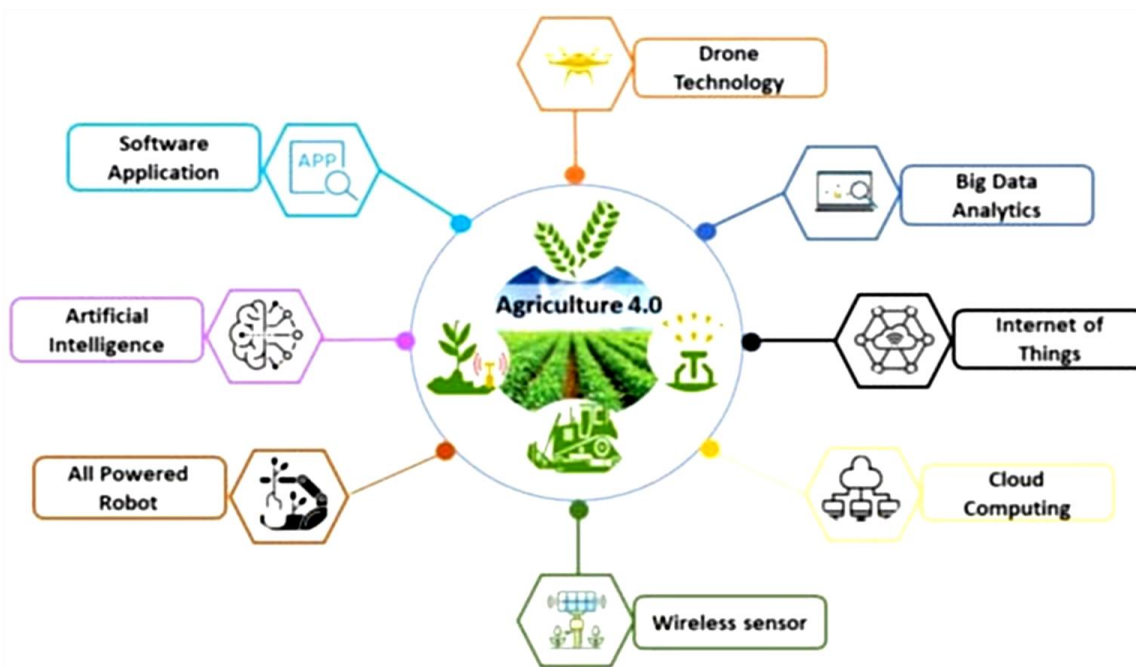 Drone
Technology
Software
Application
APP
Big Data
Analytics
Agriculture 4.0
Artificial
Intelligence
Internet of
Things
All Powered
Robot
Cloud
Computing
Wireless sensor